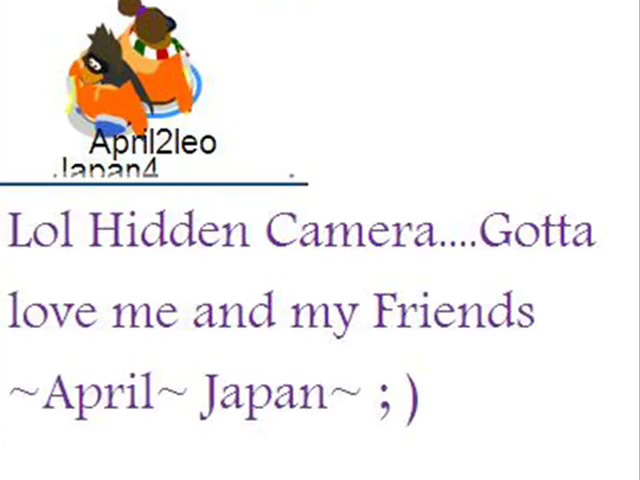 April2leo
Japan4
Lol Hidden Camera....Gotta
love me and my Friends
~April~ Japan~ ; )